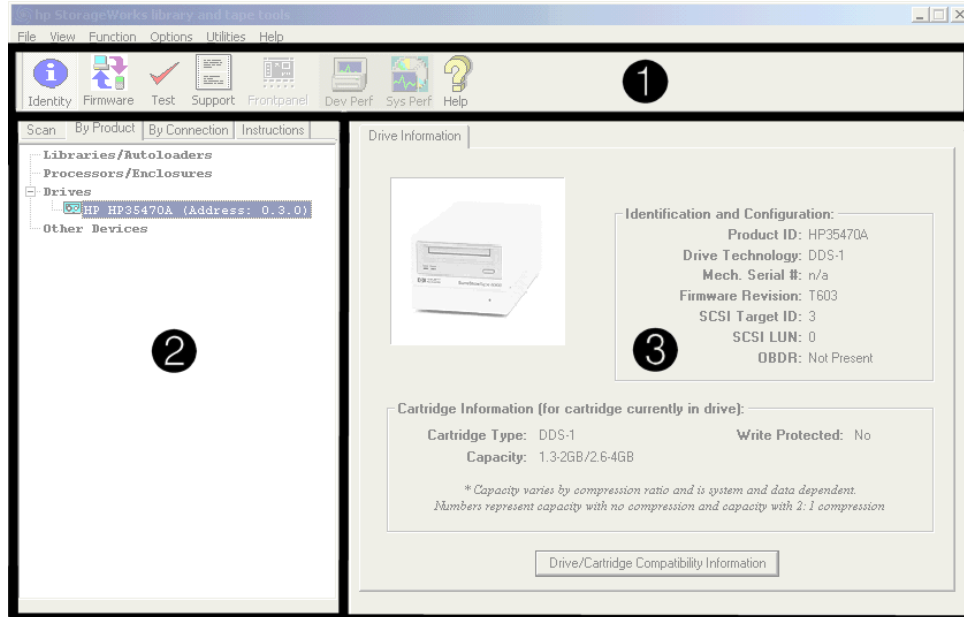 hp StorageWorks library and tape tools
File View Function Options Utilities Help
Identity Firmware Test Support Frontpanel Dev Perf Sys Perf Help
1
Scan By Product By Connection Instructions
Libraries/Autoloaders
Processors/Enclosures
Drives
HP HP35470A (Address: 0.3.0)
Other Devices
2
Drive Information
Identification and Configuration:
Product ID: HP35470A
Drive Technology: DDS-1
Mech. Serial #: n/a
Firmware Revision: T603
SCSI Target ID: 3
SCSI LUN: 0
OBDR: Not Present
3
Cartridge Information (for cartridge currently in drive):
Cartridge Type: DDS-1 Write Protected: No
Capacity: 1.3-2GB/2.6-4GB
* Capacity varies by compression ratio and is system and data dependent.
Numbers represent capacity with no compression and capacity with 2:1 compression
Drive/Cartridge Compatibility Information